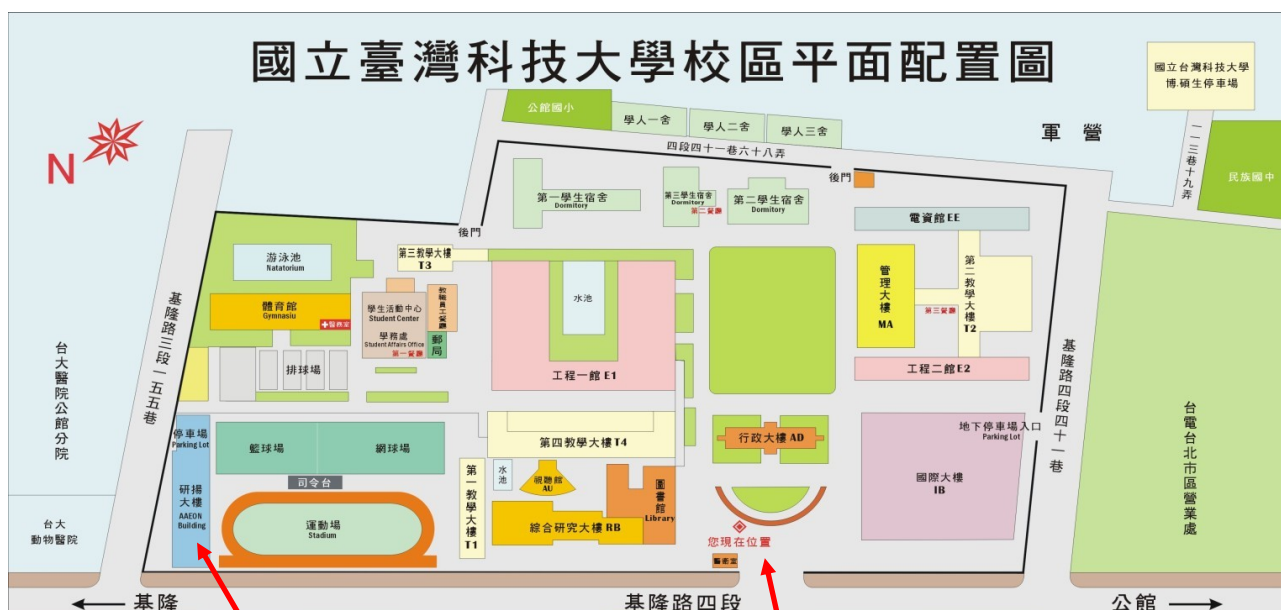 國立臺灣科技大學校區平面配置圖
國立台灣科技大學
博.碩生停車場
N
公館國小
學人一舍
學人二舍
學人三舍
軍 營
一一三巷十九弄
民族國中
四段四十一巷六十八弄
後門
第一學生宿舍
Dormitory
第三學生宿舍
Dormitory
第二餐廳
第二學生宿舍
Dormitory
後門
電資館 EE
游泳池
Natatorium
第三教學大樓
T3
體育館
Gymnasiu
醫務室
學生活動中心
Student Center
學務處
Student Affairs Office
第一餐廳
教職員工餐廳
郵局
水池
工程一館 E1
管理大樓
MA
第二教學大樓
T2
第三餐廳
工程二館 E2
排球場
基隆路三段一五五巷
台大醫院公館分院
基隆路四段四十一巷
台電台北市區營業處
停車場
Parking Lot
籃球場
網球場
第四教學大樓 T4
行政大樓 AD
地下停車場入口
Parking Lot
國際大樓
IB
研揚
大樓
AAEON
Building
司令台
運動場
Stadium
第一教學大樓
T1
水池
視聽館
AU
圖書館
Library
綜合研究大樓 RB
您現在位置
警衛室
台大
動物醫院
基隆
基隆路四段
公館